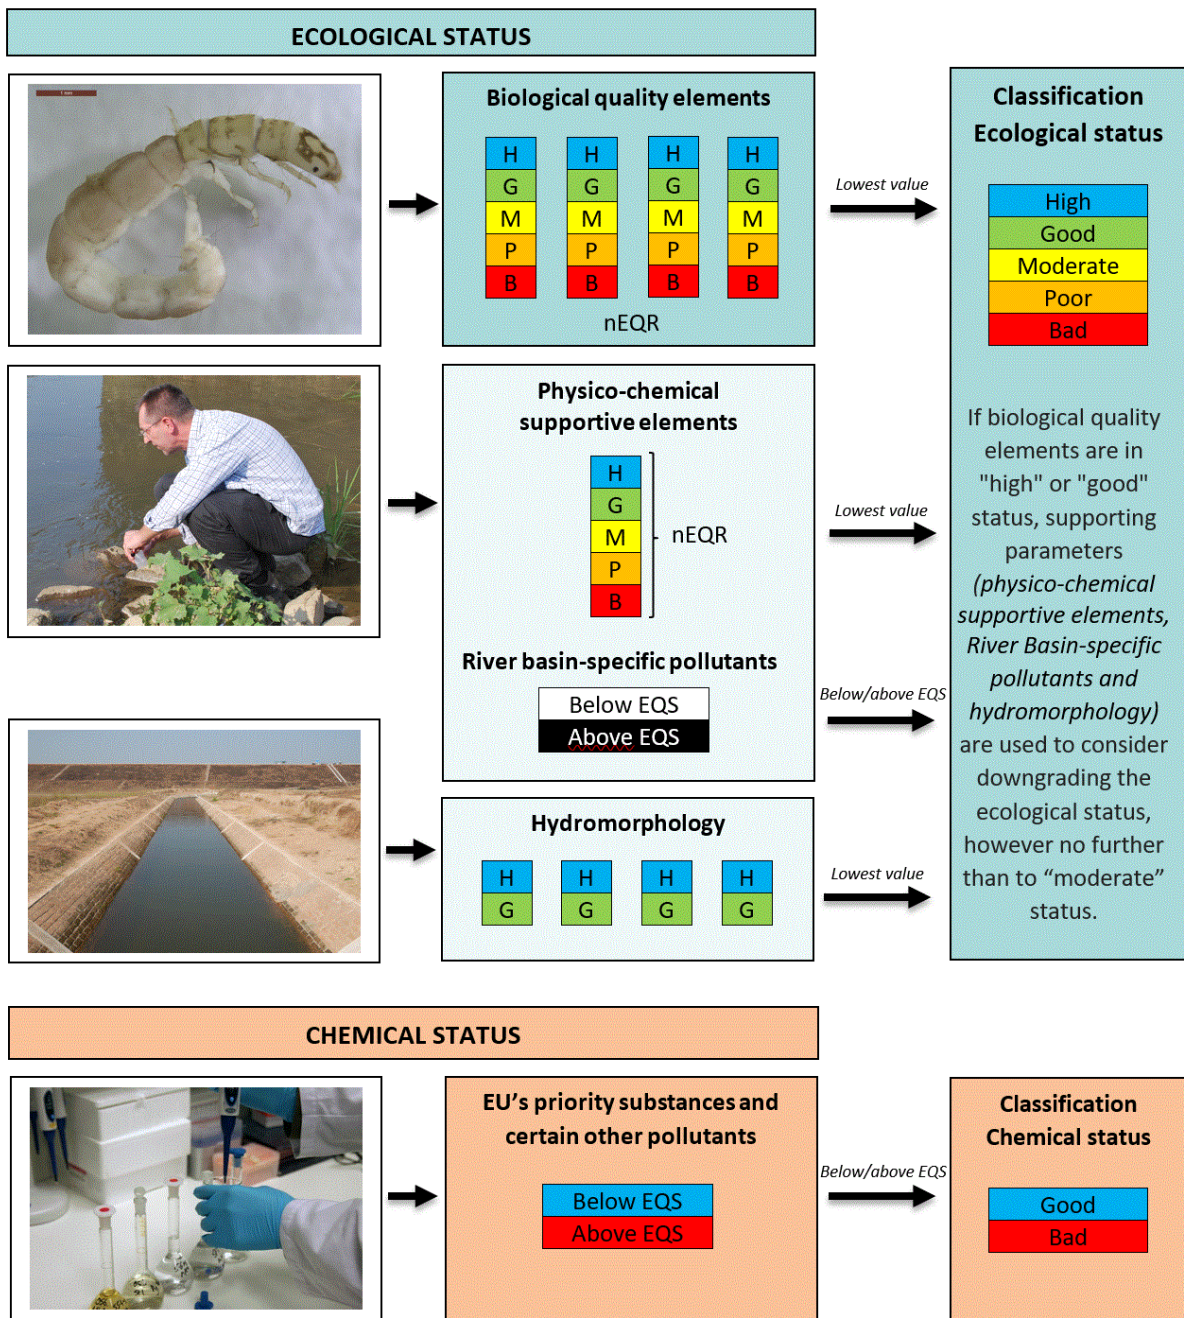 ECOLOGICAL STATUS
1 mm
Biological quality elements
H H H H
G G G G
M M M M
P P P P
B B B B
nEQR
Lowest value
Classification
Ecological status
High
Good
Moderate
Poor
Bad
If biological quality
elements are in
"high" or "good"
status, supporting
parameters
(physico-chemical
supportive elements,
River Basin-specific
pollutants and
hydromorphology)
are used to consider
downgrading the
ecological status,
however no further
than to “moderate”
status.
Physico-chemical
supportive elements
H
G
M
P
B
nEQR
Lowest value
River basin-specific pollutants
Below EQS
Above EQS
Below/above EQS
Hydromorphology
H H H H
G G G G
Lowest value
CHEMICAL STATUS
EU’s priority substances and
certain other pollutants
Below EQS
Above EQS
Below/above EQS
Classification
Chemical status
Good
Bad